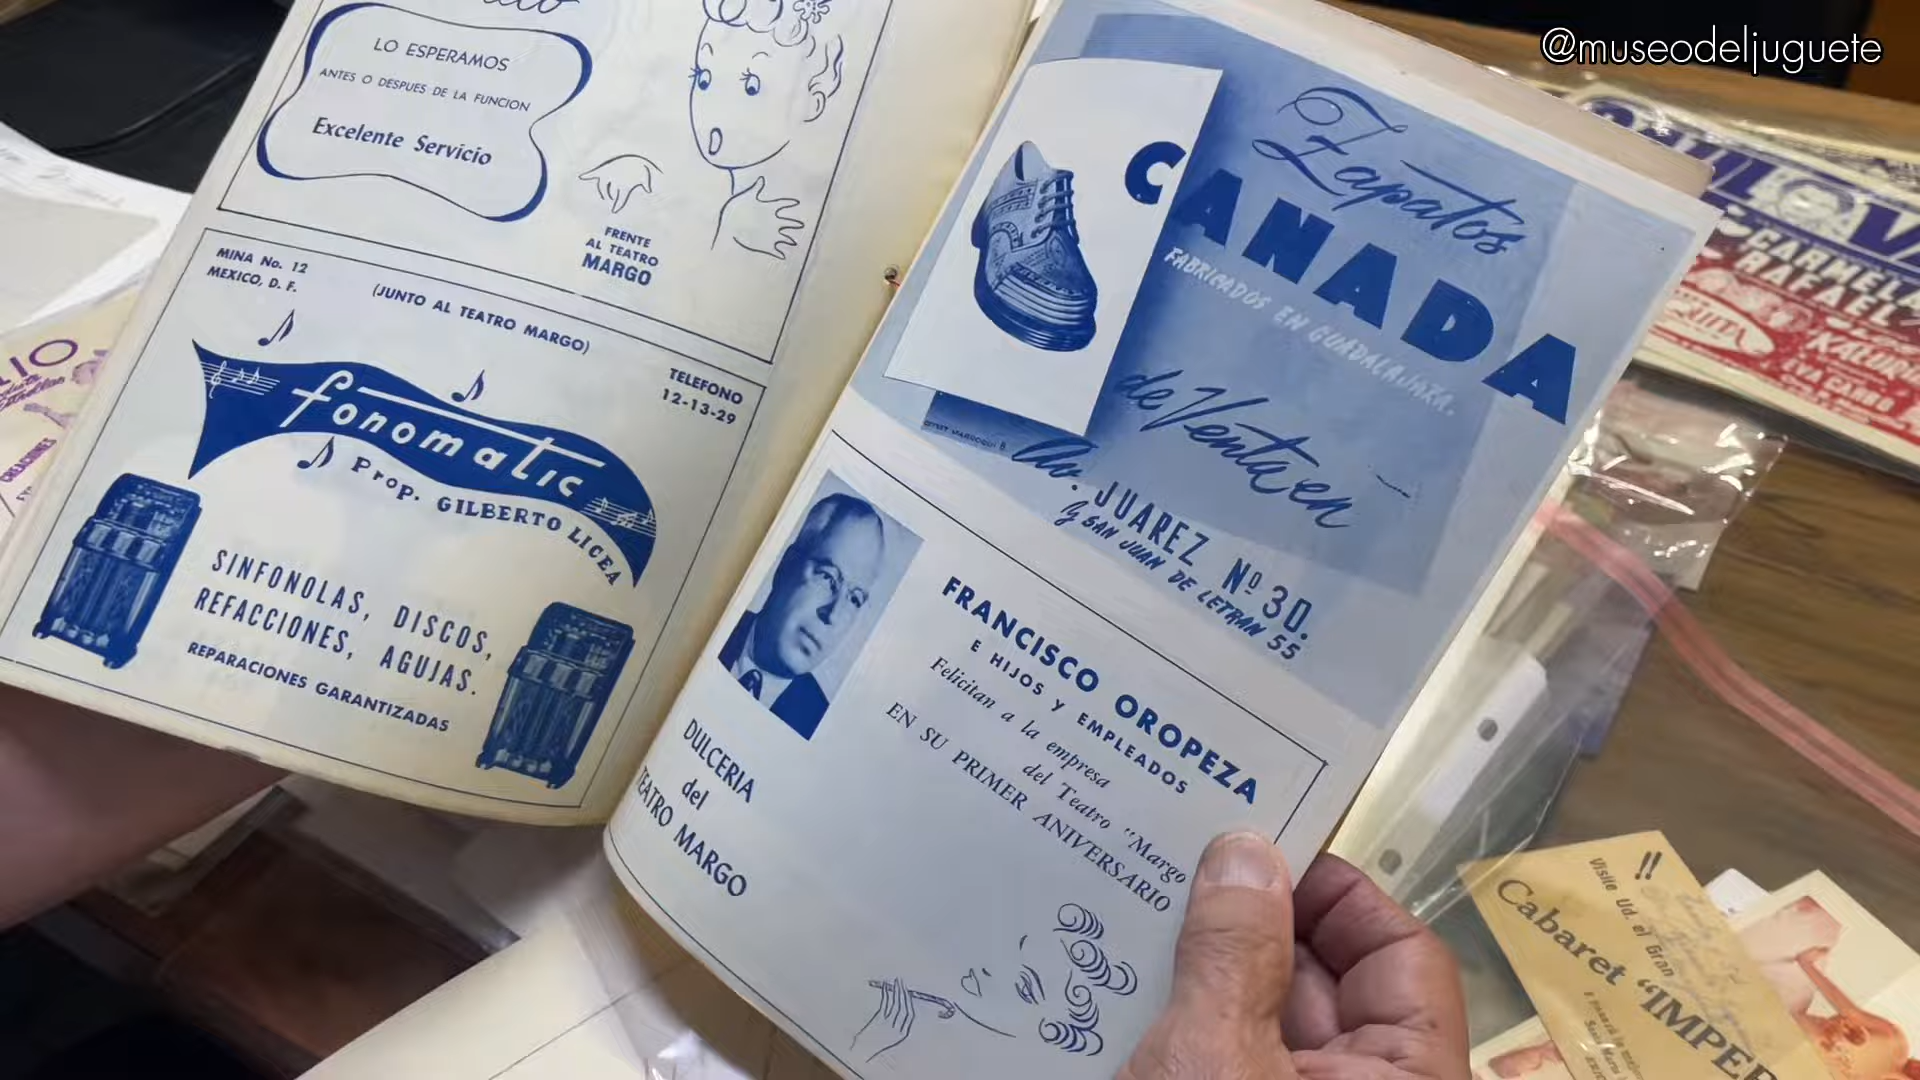 @museodeljuguete
LO ESPERAMOS
ANTES O DESPUES DE LA FUNCION
Excelente Servicio
FRENTE
AL TEATRO
MARGO
MINA No. 12
MEXICO, D. F.
(JUNTO AL TEATRO MARGO)
TELEFONO
12-13-29
fonomatic
Prop. GILBERTO LICEA
SINFONOLAS, DISCOS,
REFACCIONES, AGUJAS.
REPARACIONES GARANTIZADAS
Zapatos
CANADA
FABRICADOS EN GUADALAJARA.
de Venta en
Av. JUAREZ Nº 30.
Y SAN JUAN DE LETRAN 55
FRANCISCO OROPEZA
E HIJOS Y EMPLEADOS
Felicitan a la empresa
del Teatro "Margo
EN SU PRIMER ANIVERSARIO
DULCERIA
del
TEATRO MARGO
CARMELA
RAFAEL
EVA GARRO
!!
Visite Ud. el Gran
Cabaret "IMPE